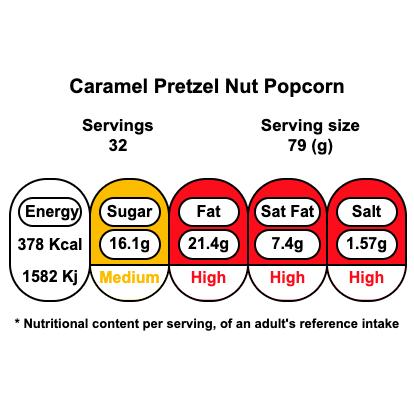 Caramel Pretzel Nut Popcorn
Servings Serving size
32 79 (g)
Energy Sugar Fat Sat Fat Salt
378 Kcal 16.1g 21.4g 7.4g 1.57g
1582 Kj Medium High High High
* Nutritional content per serving, of an adult's reference intake